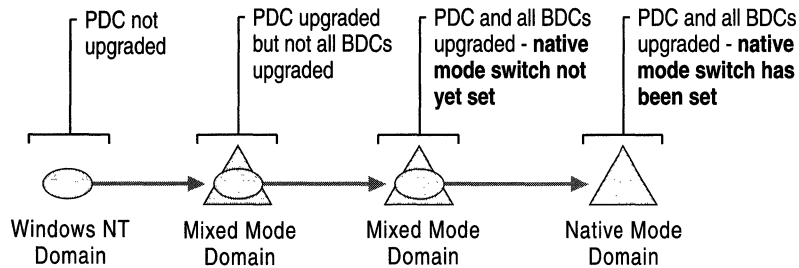 PDC not
upgraded
PDC upgraded
but not all BDCs
upgraded
PDC and all BDCs
upgraded - native
mode switch not
yet set
PDC and all BDCs
upgraded - native
mode switch has
been set
Windows NT
Domain
Mixed Mode
Domain
Mixed Mode
Domain
Native Mode
Domain